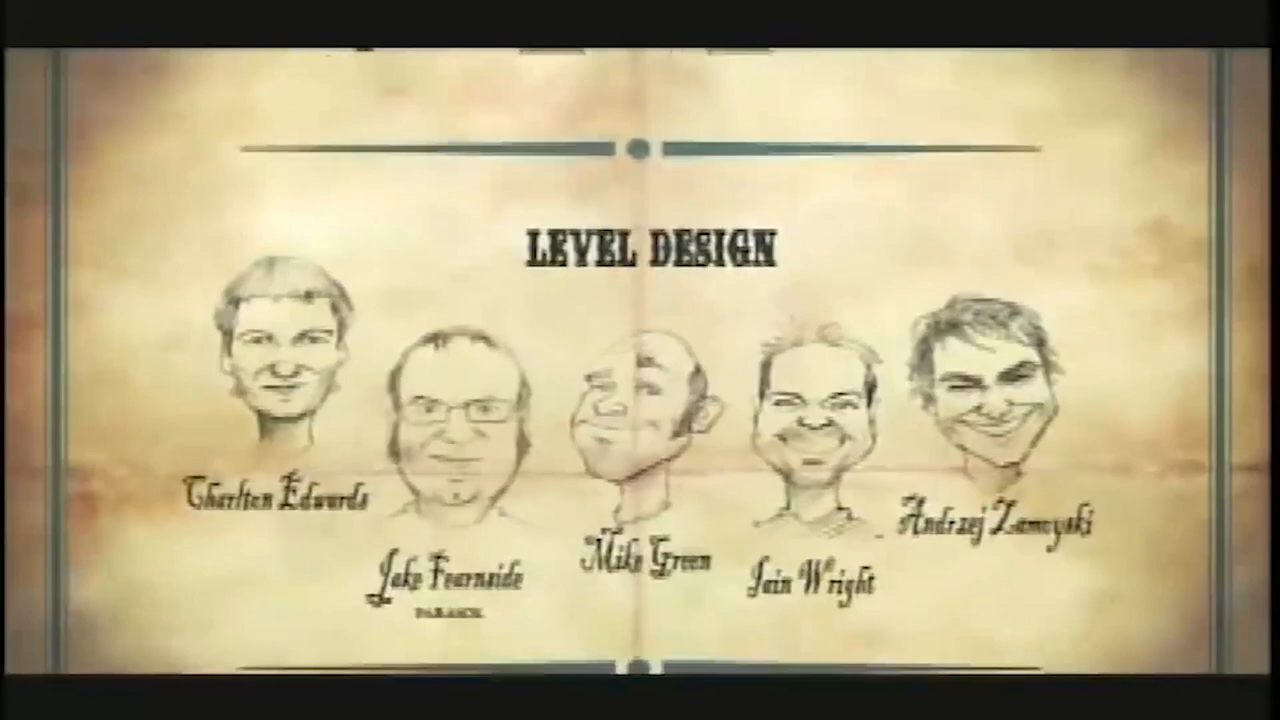 LEVEL DESIGN
Charlton Edwards
Jake Fearnside
Mike Green
Iain Wright
Andrzej Zamoyski